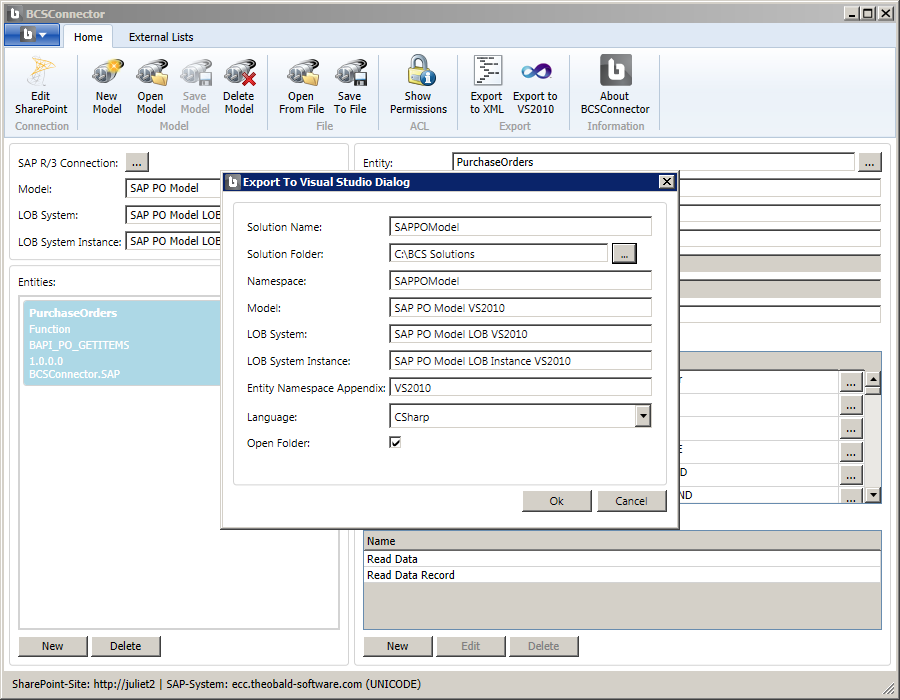 BCSConnector
Home External Lists
Edit SharePoint
New Model
Open Model
Save Model
Delete Model
Open From File
Save To File
Show Permissions
Export to XML
Export to VS2010
About BCSConnector
Connection Model File ACL Export Information
SAP R/3 Connection: ...
Model: SAP PO Model
LOB System: SAP PO Model LOB
LOB System Instance: SAP PO Model LOB
Entities:
PurchaseOrders
Function
BAPI_PO_GETITEMS
1.0.0.0
BCSConnector.SAP
New Delete
Entity: PurchaseOrders ...
Export To Visual Studio Dialog
Solution Name: SAPPOModel
Solution Folder: C:\BCS Solutions ...
Namespace: SAPPOModel
Model: SAP PO Model VS2010
LOB System: SAP PO Model LOB VS2010
LOB System Instance: SAP PO Model LOB Instance VS2010
Entity Namespace Appendix: VS2010
Language: CSharp
Open Folder:
Ok Cancel
...
...
...
...
...
ND ...
Name
Read Data
Read Data Record
New Edit Delete
SharePoint-Site: http://juliet2 | SAP-System: ecc.theobald-software.com (UNICODE)